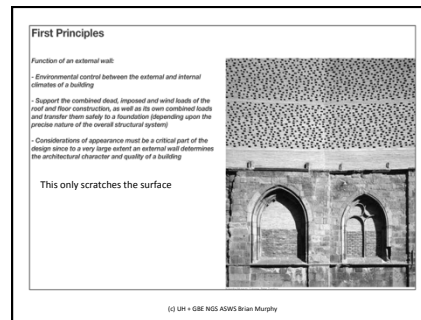 First Principles
Function of an external wall:
- Environmental control between the external and internal
climates of a building
- Support the combined dead, imposed and wind loads of the
roof and floor construction, as well as its own combined loads
and transfer them safely to a foundation (depending upon the
precise nature of the overall structural system)
- Considerations of appearance must be a critical part of the
design since to a very large extent an external wall determines
the architectural character and quality of a building
This only scratches the surface
(c) UH + GBE NGS ASWS Brian Murphy